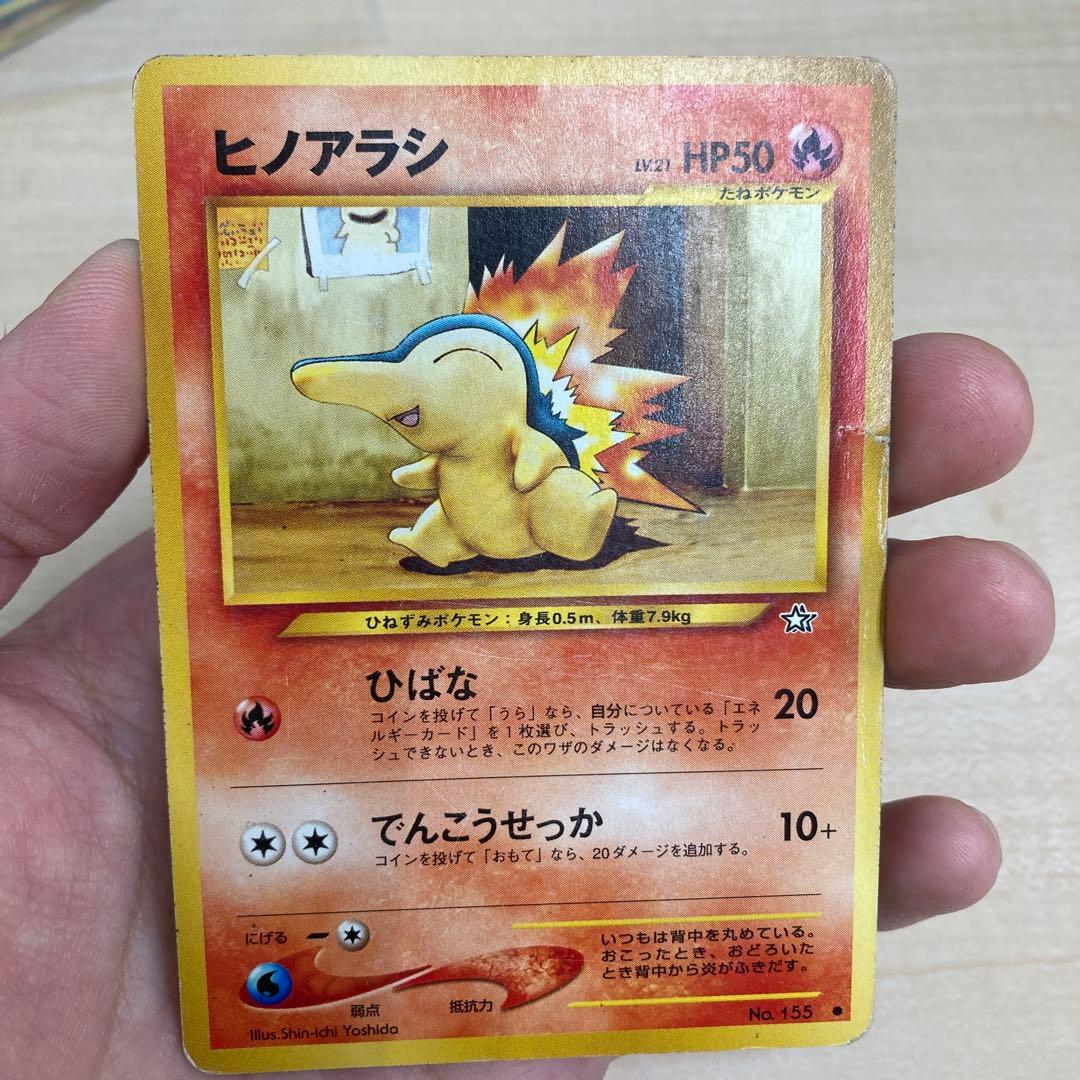 ヒノアラシ
LV.21 HP50
たねポケモン
ひねずみポケモン:身長0.5m、体重7.9kg
ひばな
20
コインを投げて「うら」なら、自分についている「エネ
ルギーカード」を1枚選び、トラッシュする。トラッ
シュできないとき、このワザのダメージはなくなる。
でんこうせっか
10+
コインを投げて「おもて」なら、20ダメージを追加する。
にげる
いつもは背中を丸めている。
おこったとき、おどろいた
とき背中から炎がふきだす。
弱点
抵抗力
No. 155
Illus.Shin-ichi Yoshida